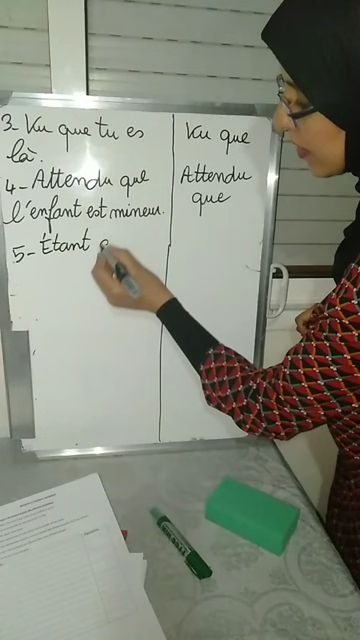 3- Vu que tu es
là.
Vu que
4- Attendu que
l'enfant est mineur.
Attendu
que
5- Étant